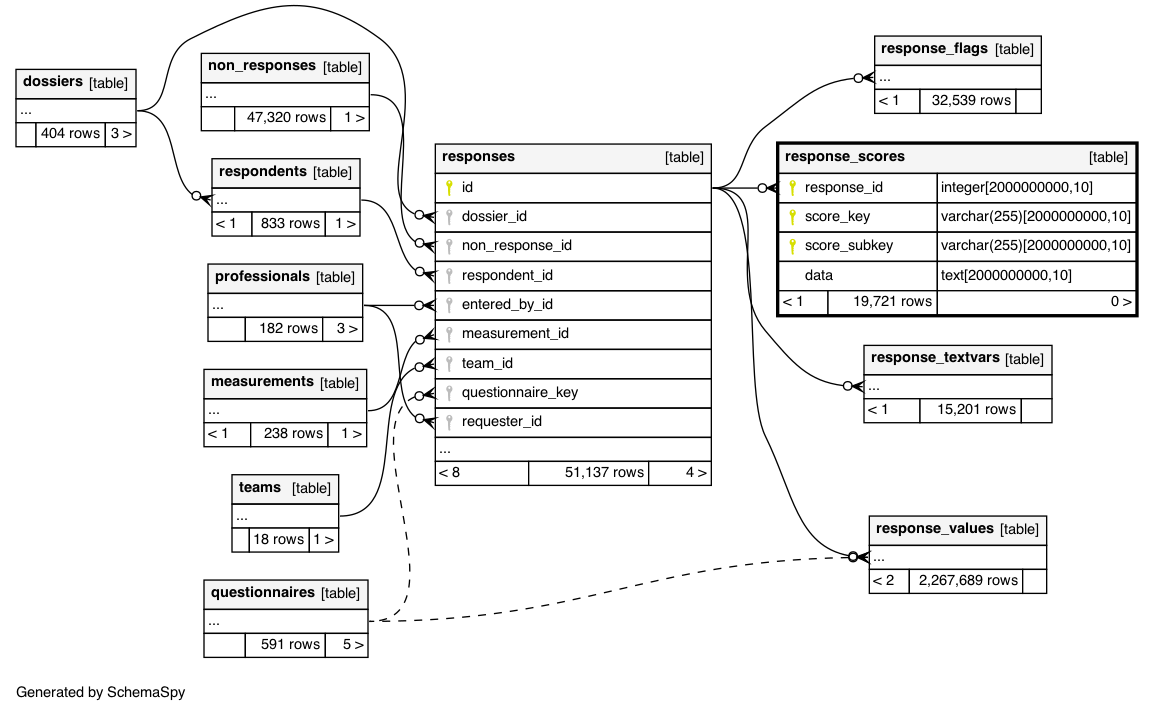 dossiers [table]
...
404 rows 3 >
non_responses [table]
...
47,320 rows 1 >
respondents [table]
...
< 1 833 rows 1 >
professionals [table]
...
182 rows 3 >
measurements [table]
...
< 1 238 rows 1 >
teams [table]
...
18 rows 1 >
questionnaires [table]
...
591 rows 5 >
responses [table]
id
dossier_id
non_response_id
respondent_id
entered_by_id
measurement_id
team_id
questionnaire_key
requester_id
...
< 8 51,137 rows 4 >
response_flags [table]
...
< 1 32,539 rows
response_scores [table]
response_id integer[2000000000,10]
score_key varchar(255)[2000000000,10]
score_subkey varchar(255)[2000000000,10]
data text[2000000000,10]
< 1 19,721 rows 0 >
response_textvars [table]
...
< 1 15,201 rows
response_values [table]
...
< 2 2,267,689 rows
Generated by SchemaSpy